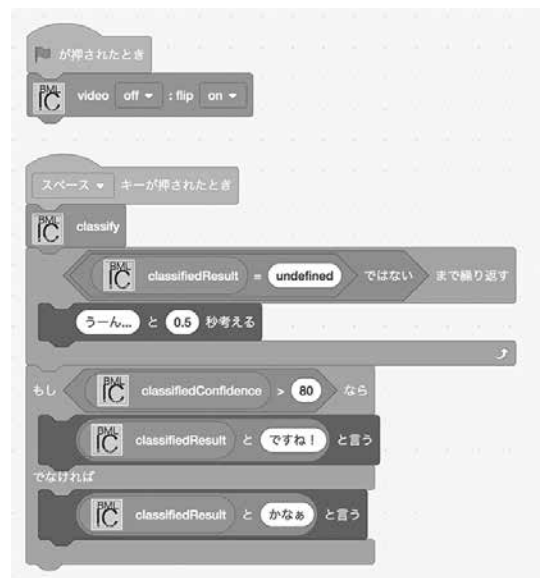 が押されたとき
BML IC video off : flip on
スペース キーが押されたとき
BML IC classify
BML IC classifiedResult = undefined ではない まで繰り返す
うーん... と 0.5 秒考える
もし BML IC classifiedConfidence > 80 なら
BML IC classifiedResult と ですね! と言う
でなければ
BML IC classifiedResult と かなぁ と言う